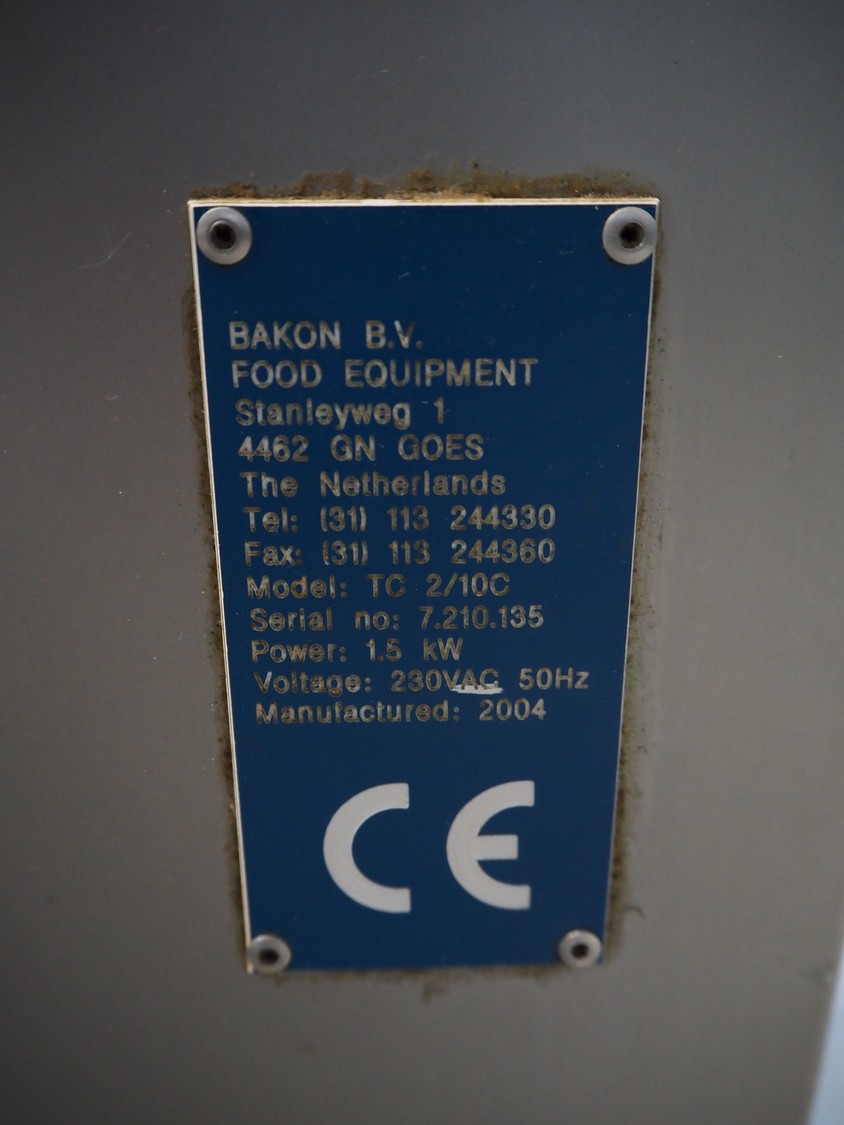 BAKON B.V.
FOOD EQUIPMENT
Stanleyweg 1
4462 GN GOES
The Netherlands
Tel: (31) 113 244330
Fax: (31) 113 244360
Model: TC 2/10C
Serial no: 7.210.135
Power: 1.5 kW
Voltage: 230VAC 50Hz
Manufactured: 2004
CE